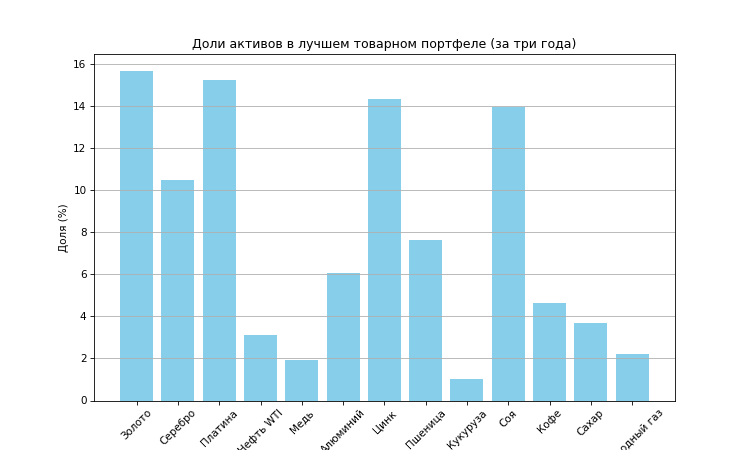 Доли активов в лучшем товарном портфеле (за три года)
Доля (%)
16
14
12
10
8
6
4
2
0
Золото
Серебро
Платина
Нефть WTI
Медь
Алюминий
Цинк
Пшеница
Кукуруза
Соя
Кофе
Сахар
газ